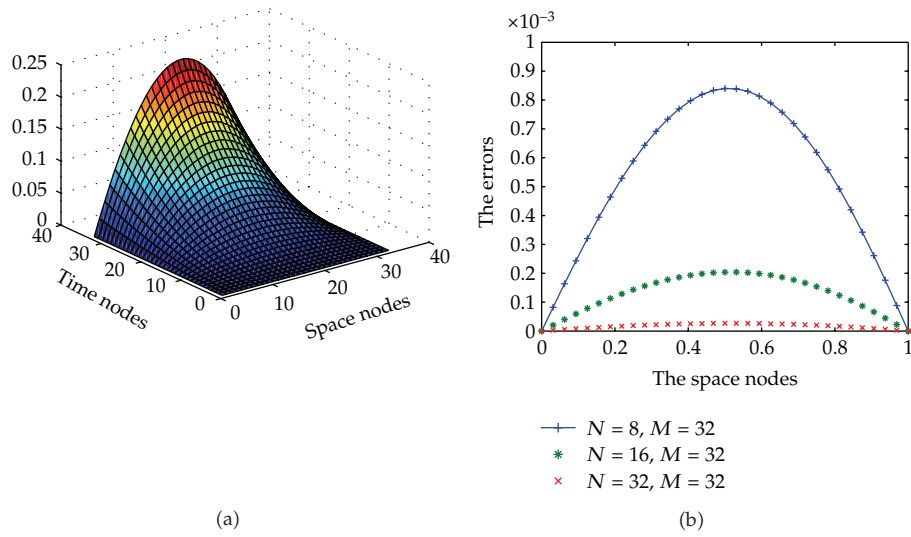 0.25
0.2
0.15
0.1
0.05
0
40
30
20
10
0
Time nodes
0
10
20
30
40
Space nodes
(a)
×10−3
1
0.9
0.8
0.7
0.6
0.5
0.4
0.3
0.2
0.1
0
The errors
0 0.2 0.4 0.6 0.8 1
The space nodes
N = 8, M = 32
N = 16, M = 32
N = 32, M = 32
(b)